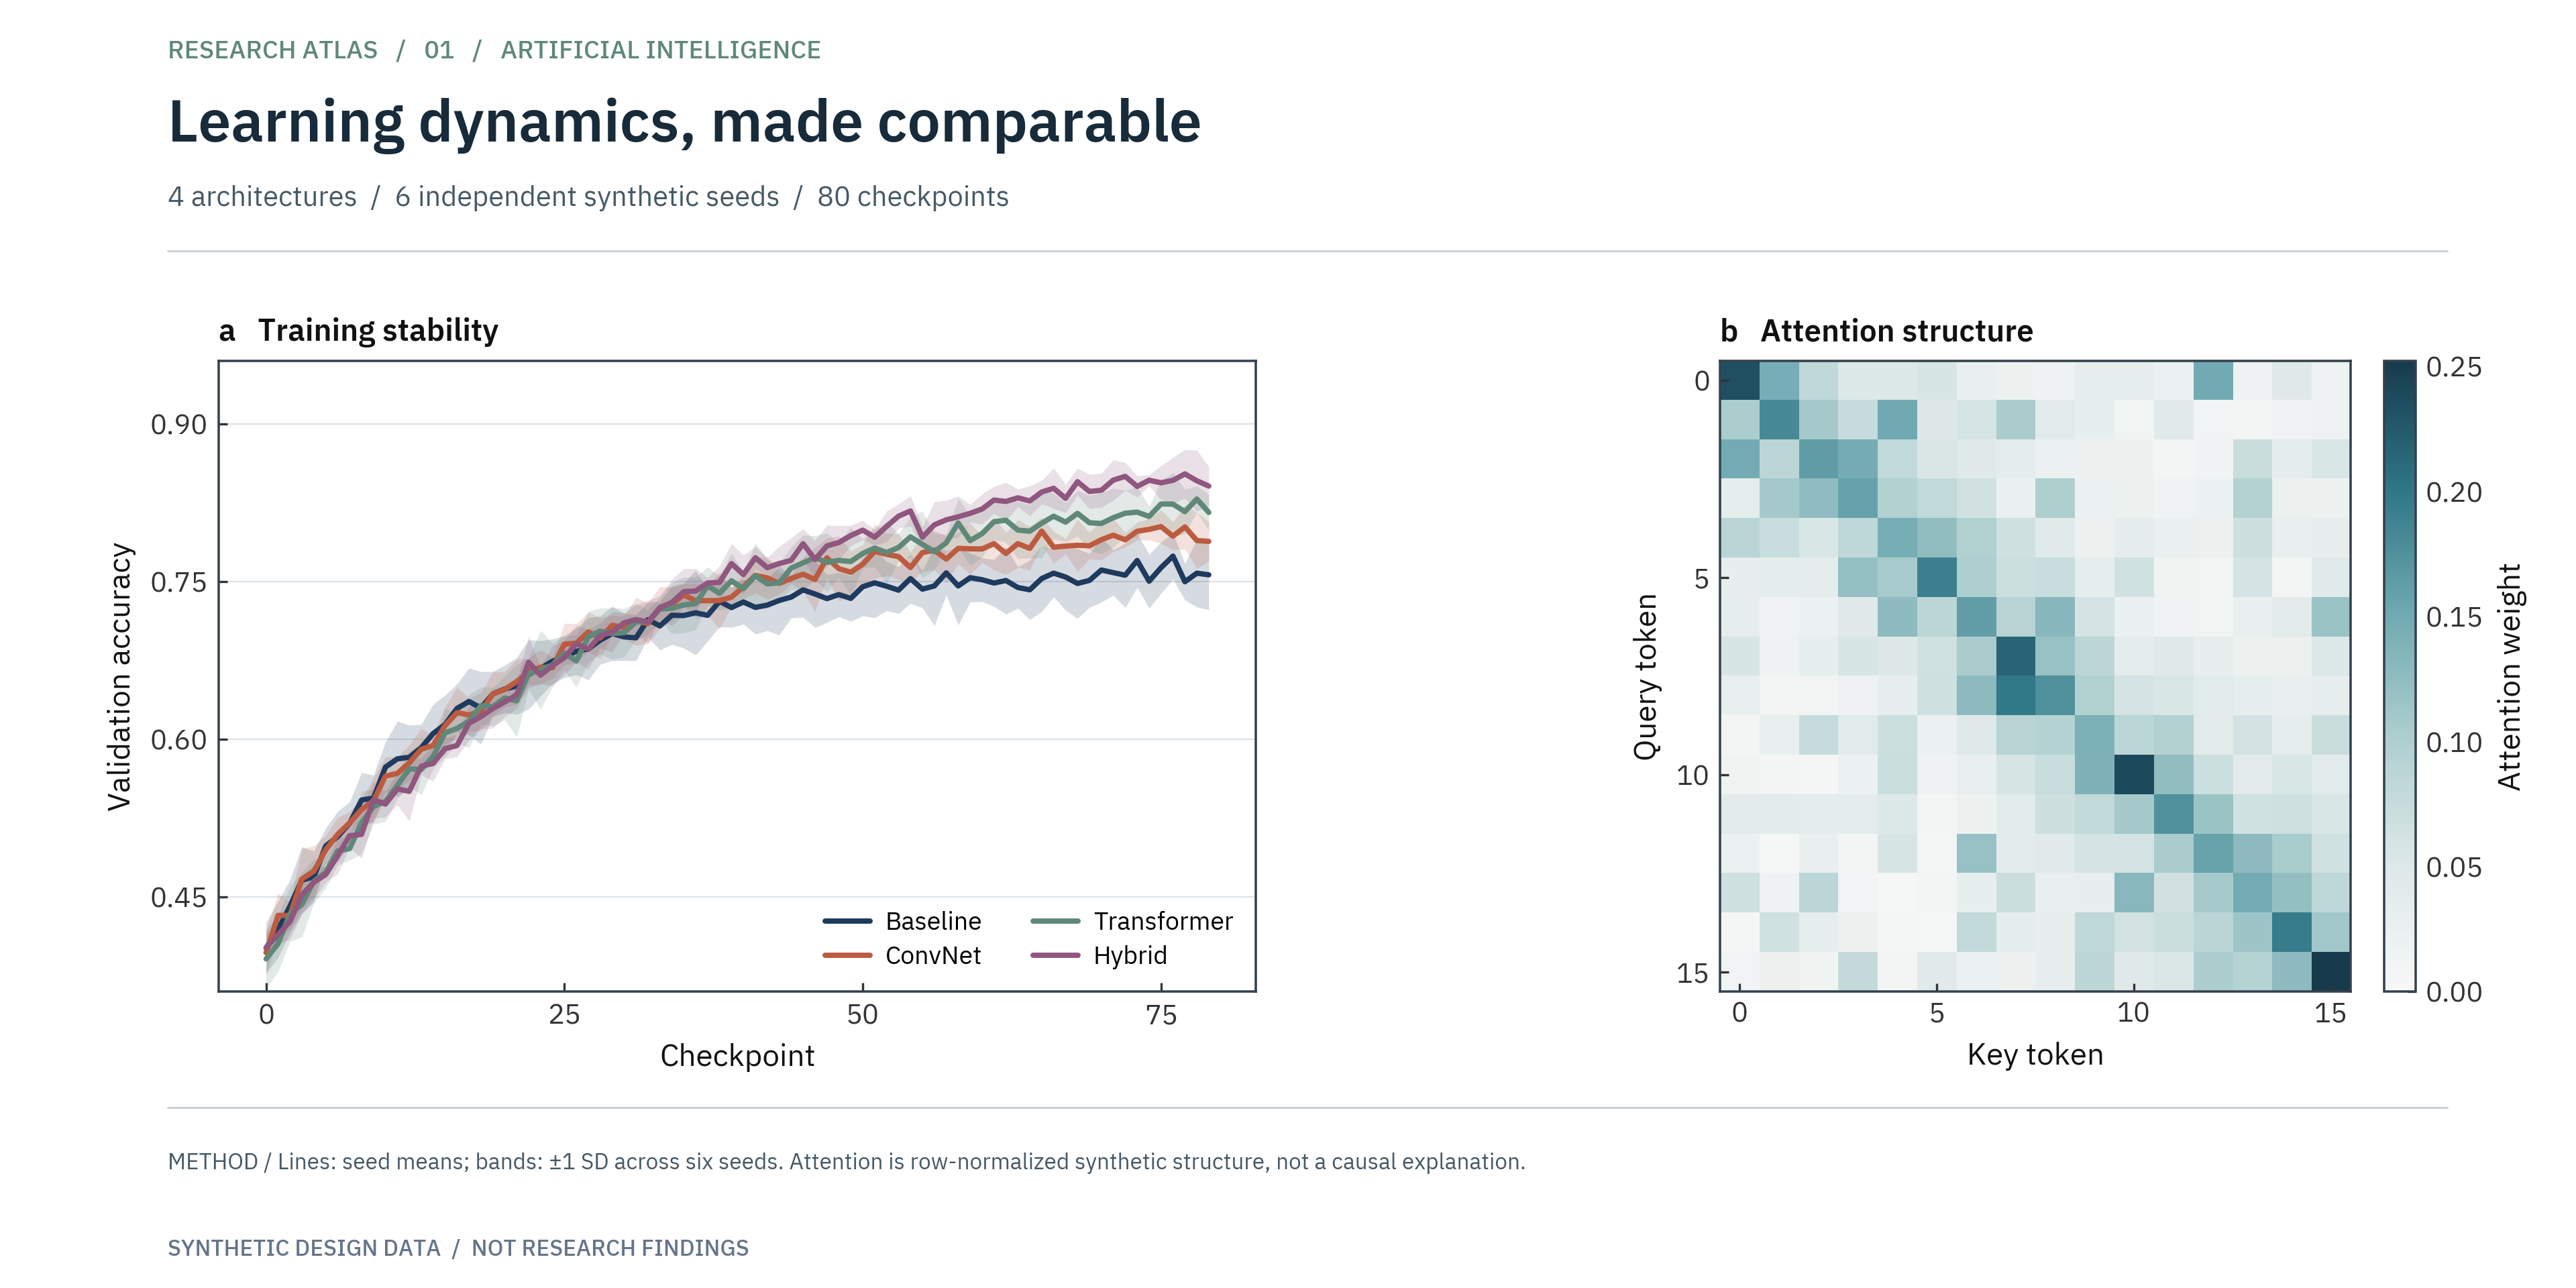 RESEARCH ATLAS / 01 / ARTIFICIAL INTELLIGENCE
Learning dynamics, made comparable
4 architectures / 6 independent synthetic seeds / 80 checkpoints
a Training stability
Validation accuracy
0.90
0.75
0.60
0.45
Baseline
ConvNet
Transformer
Hybrid
0
25
50
75
Checkpoint
b Attention structure
Query token
0
5
10
15
0
5
10
15
Key token
0.25
0.20
0.15
0.10
0.05
0.00
Attention weight
METHOD / Lines: seed means; bands: ±1 SD across six seeds. Attention is row-normalized synthetic structure, not a causal explanation.
SYNTHETIC DESIGN DATA / NOT RESEARCH FINDINGS